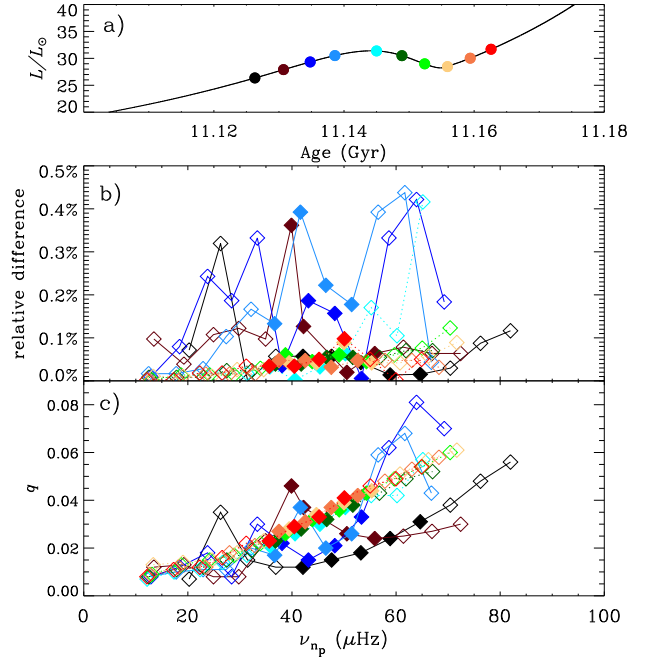 a)
L/L☉
40
35
30
25
20
11.12 11.14 11.16 11.18
Age (Gyr)
b)
relative difference
0.5%
0.4%
0.3%
0.2%
0.1%
0.0%
c)
q
0.08
0.06
0.04
0.02
0.00
0 20 40 60 80 100
ν_{n_p} (μHz)